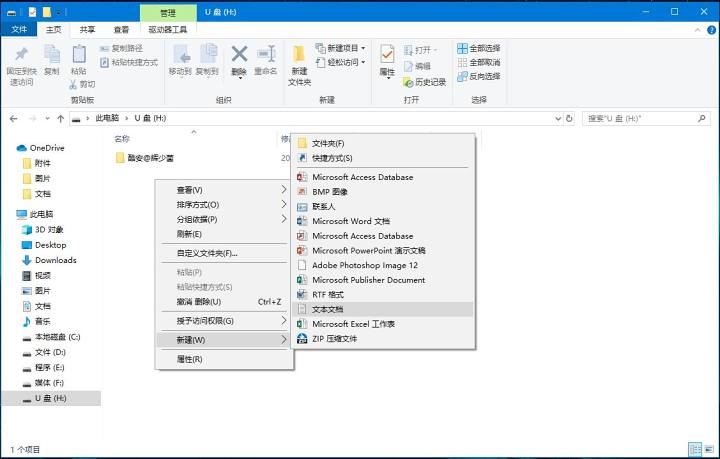 管理 U 盘 (H:)
文件 主页 共享 查看 驱动器工具
固定到快速访问
复制
粘贴
复制路径
粘贴快捷方式
剪切
剪贴板
移动到
复制到
删除
重命名
组织
新建文件夹
新建项目
轻松访问
新建
属性
打开
编辑
历史记录
打开
全部选择
全部取消
反向选择
选择
此电脑 > U 盘 (H:)
搜索"U 盘 (H:)"
名称
OneDrive
附件
图片
文档
此电脑
3D 对象
Desktop
Downloads
视频
图片
文档
音乐
本地磁盘 (C:)
文件 (D:)
程序 (E:)
媒体 (F:)
U 盘 (H:)
酷安@辉少菌
20
查看(V)
排序方式(O)
分组依据(P)
刷新(E)
自定义文件夹(F)...
粘贴(P)
粘贴快捷方式(S)
撤消 删除(U) Ctrl+Z
授予访问权限(G)
新建(W)
属性(R)
文件夹(F)
快捷方式(S)
Microsoft Access Database
BMP 图像
联系人
Microsoft Word 文档
Microsoft Access Database
Microsoft PowerPoint 演示文稿
Adobe Photoshop Image 12
Microsoft Publisher Document
RTF 格式
文本文档
Microsoft Excel 工作表
ZIP 压缩文件
1 个项目